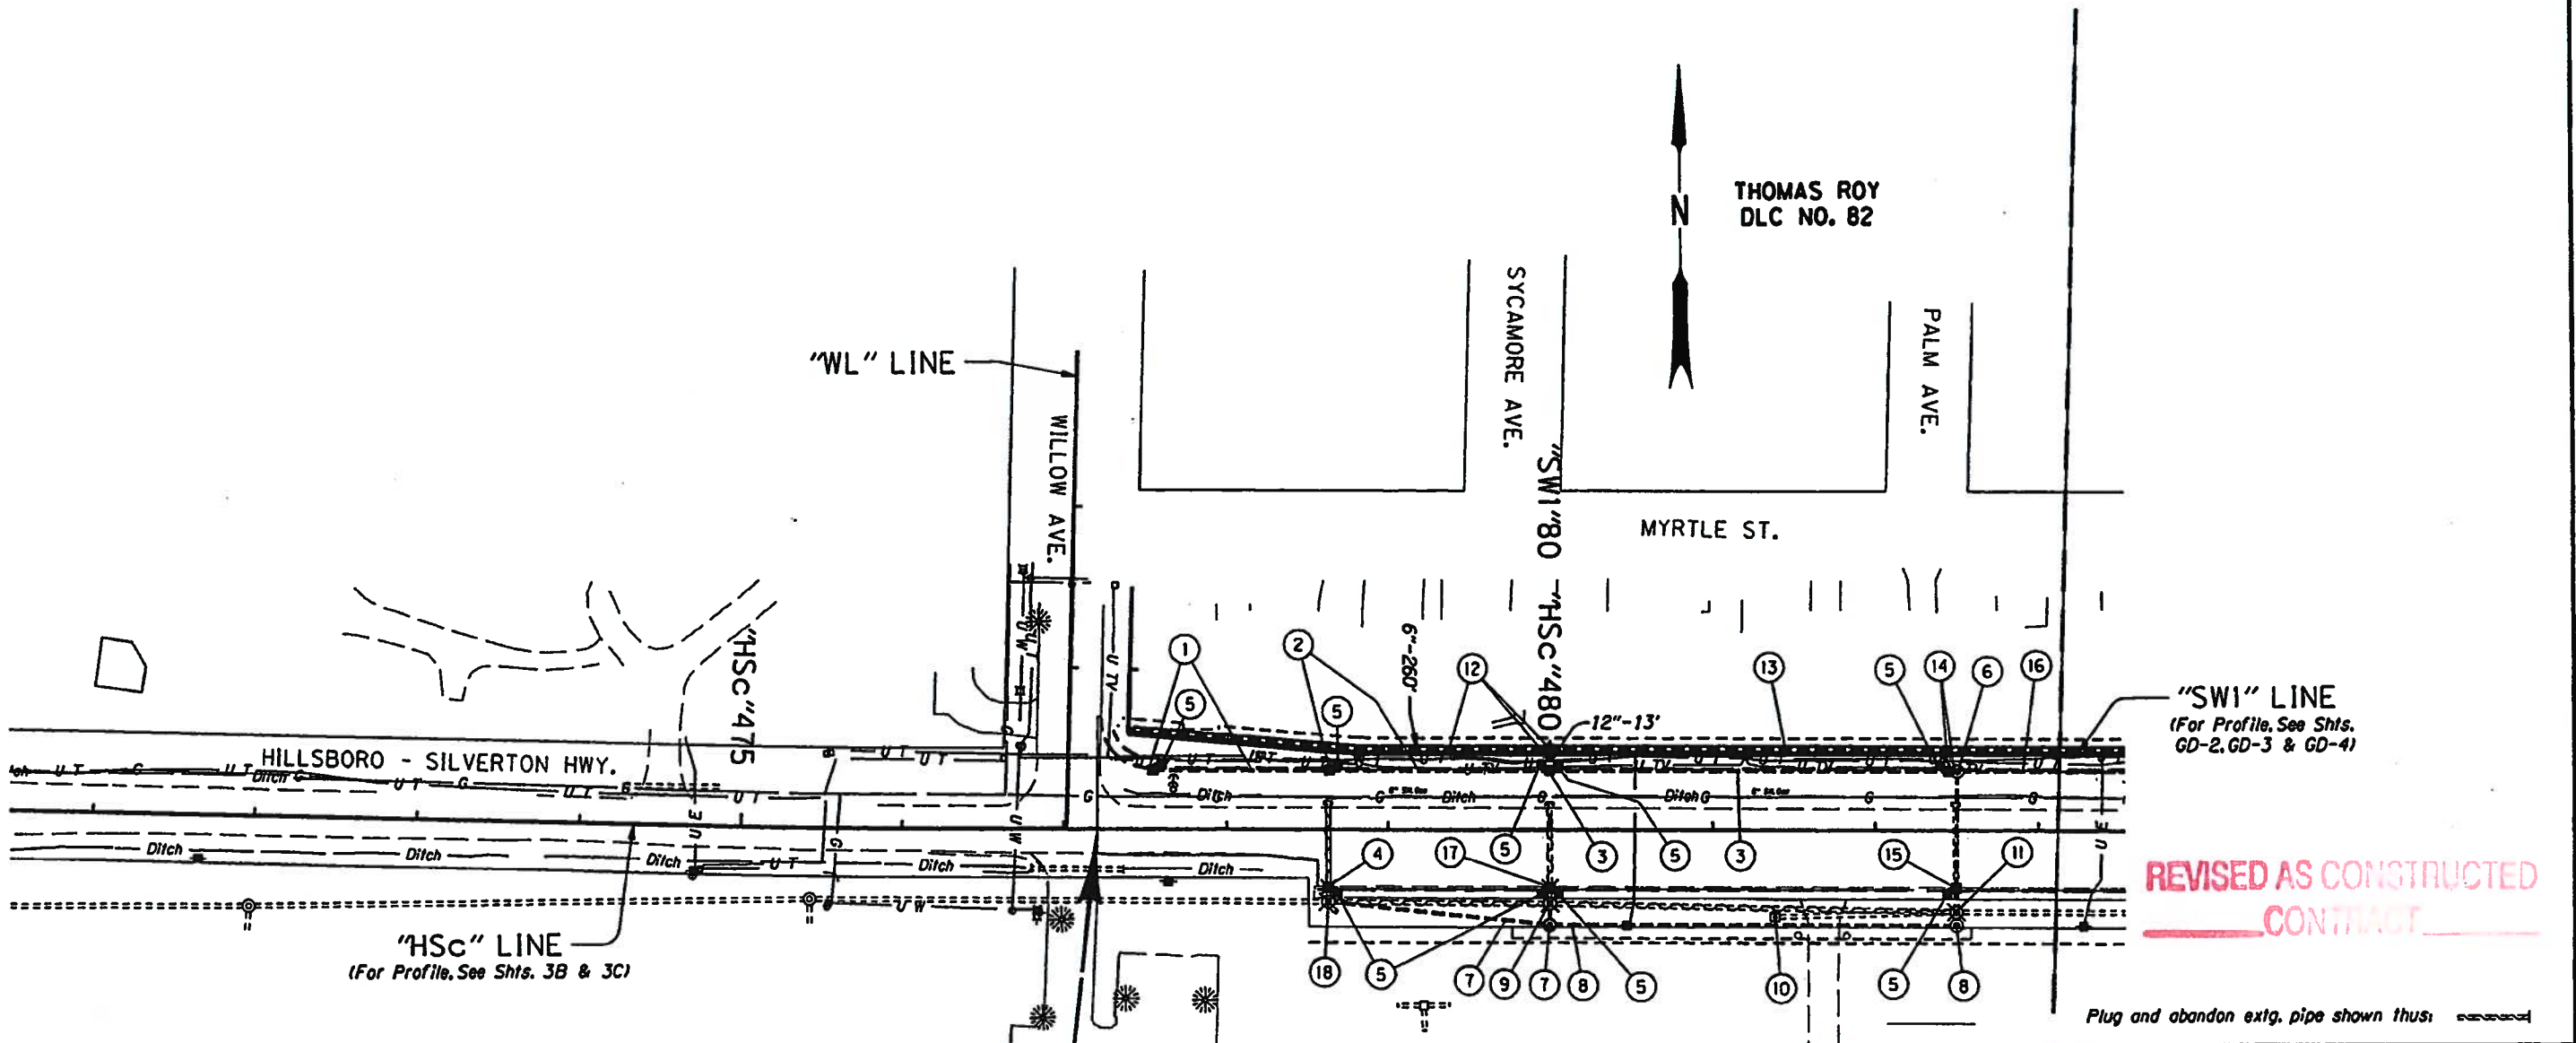 THOMAS ROY
DLC NO. 82
N
SYCAMORE AVE.
PALM AVE.
"WL" LINE
WILLOW AVE.
"SW1"80
"HSc"480
MYRTLE ST.
"HSc"475
U W
U TV
6"-260'
12"-13'
1
2
12
13
5
14
6
16
5
5
"SW1" LINE
(For Profile, See Shts.
GD-2, GD-3 & GD-4)
HILLSBORO - SILVERTON HWY.
U T
G
U T
Ditch G
U T
G
U T
G
U T
U T
U T
G
Ditch
G
Ditch
G
Ditch G
G
G
U E
G
U W
U E
Ditch
Ditch
Ditch
U T
Ditch
Ditch
4
17
5
3
5
3
15
11
U W
"HSc" LINE
(For Profile, See Shts. 3B & 3C)
18
5
7
9
7
8
5
10
5
8
REVISED AS CONSTRUCTED
CONTRACT
Plug and abandon extg. pipe shown thus: